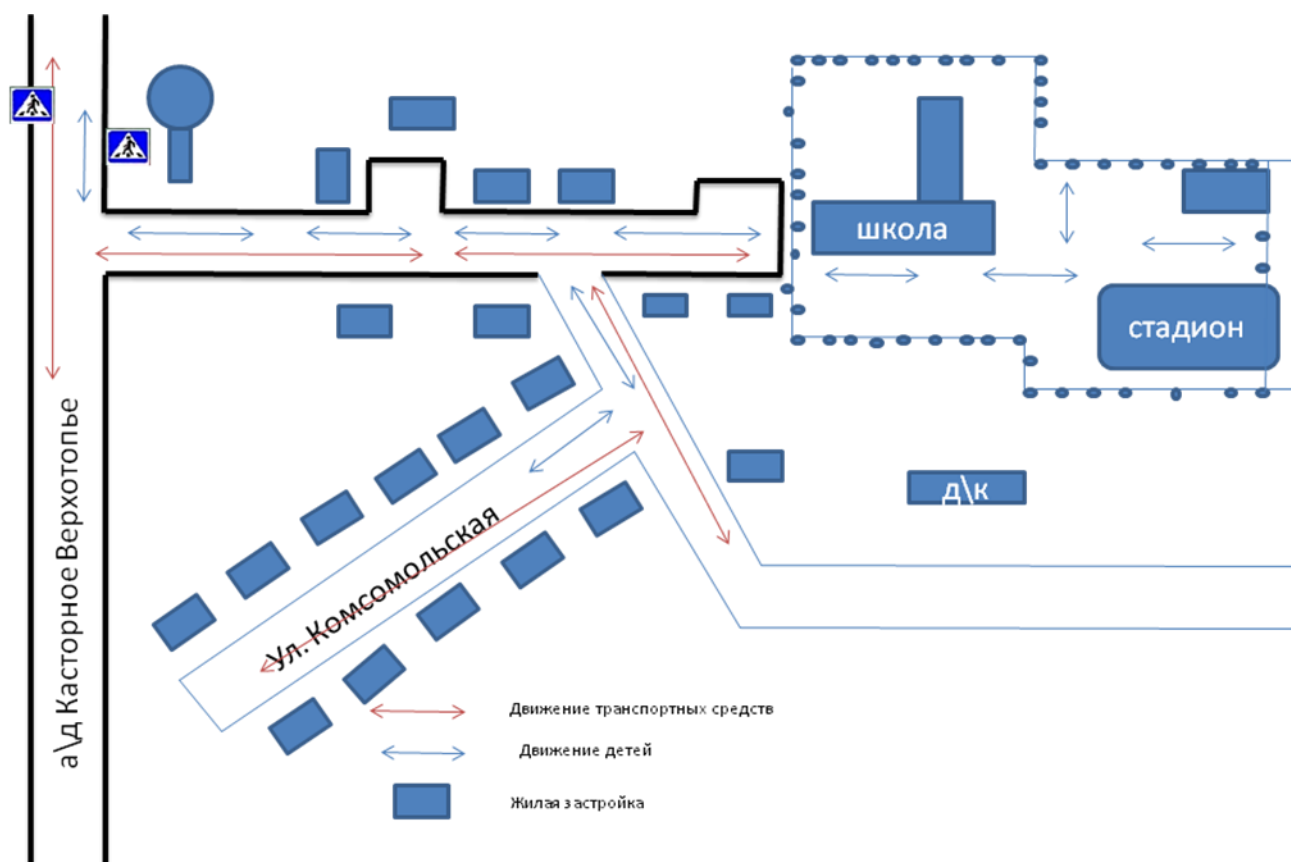 школа
стадион
д\к
а\д Касторное Верхотопье
Ул. Комсомольская
Движение транспортных средств
Движение детей
Жилая застройка